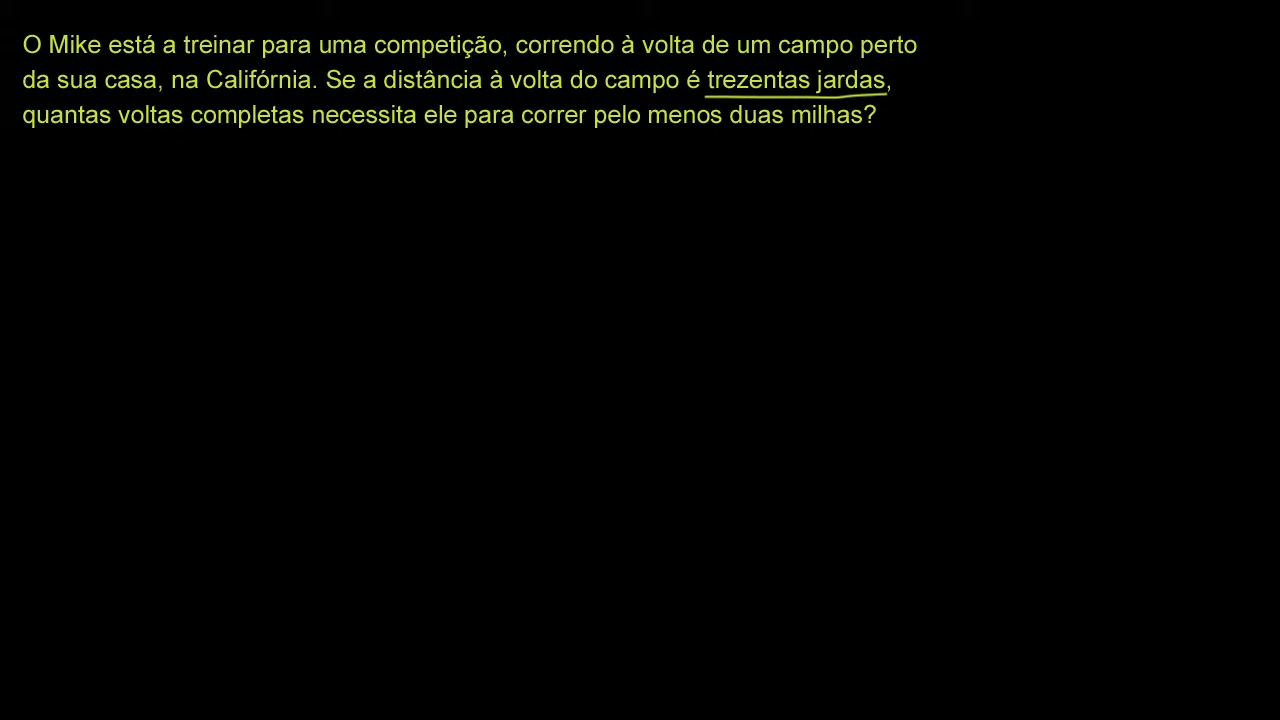 O Mike está a treinar para uma competição, correndo à volta de um campo perto
da sua casa, na Califórnia. Se a distância à volta do campo é trezentas jardas,
quantas voltas completas necessita ele para correr pelo menos duas milhas?